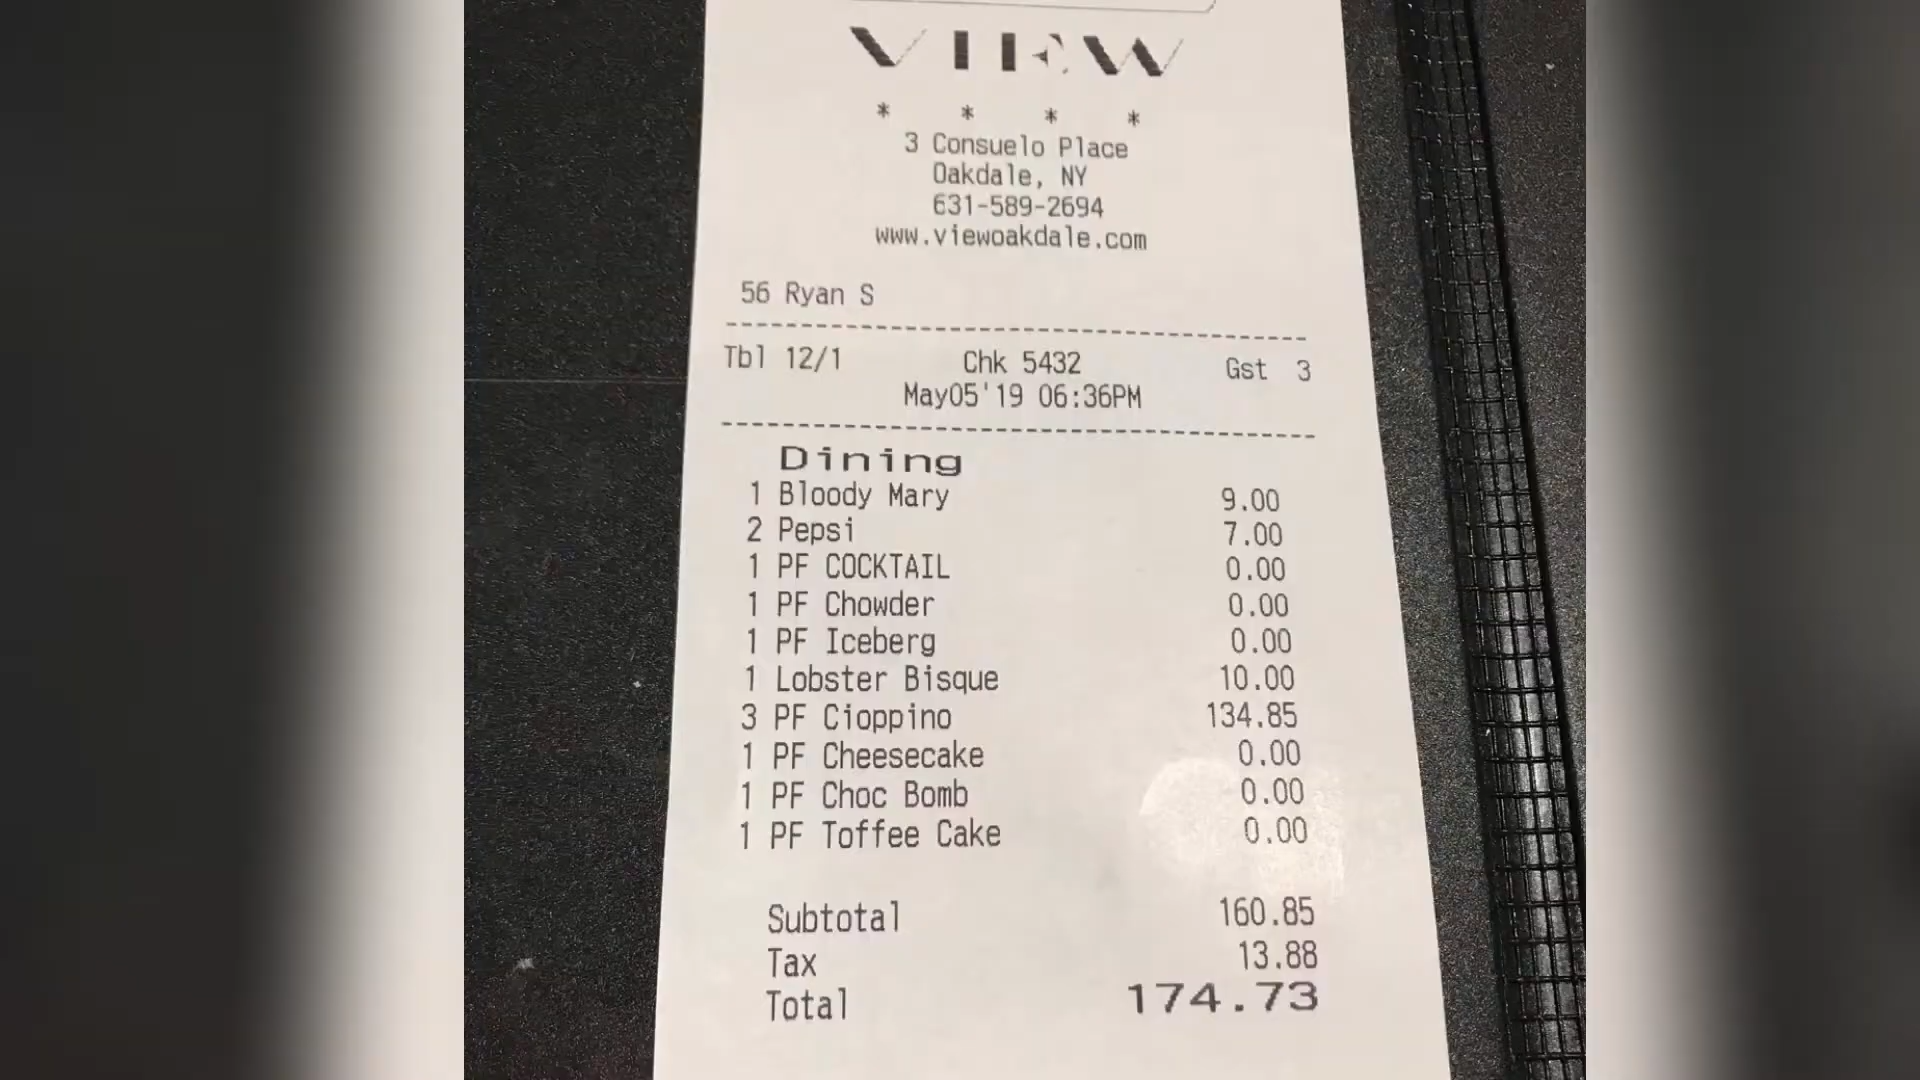 VIEW
* * * *
3 Consuelo Place
Oakdale, NY
631-589-2694
www.viewoakdale.com
56 Ryan S
Tbl 12/1 Chk 5432 Gst 3
May05'19 06:36PM
Dining
1 Bloody Mary 9.00
2 Pepsi 7.00
1 PF COCKTAIL 0.00
1 PF Chowder 0.00
1 PF Iceberg 0.00
1 Lobster Bisque 10.00
3 PF Cioppino 134.85
1 PF Cheesecake 0.00
1 PF Choc Bomb 0.00
1 PF Toffee Cake 0.00
Subtotal 160.85
Tax 13.88
Total 174.73